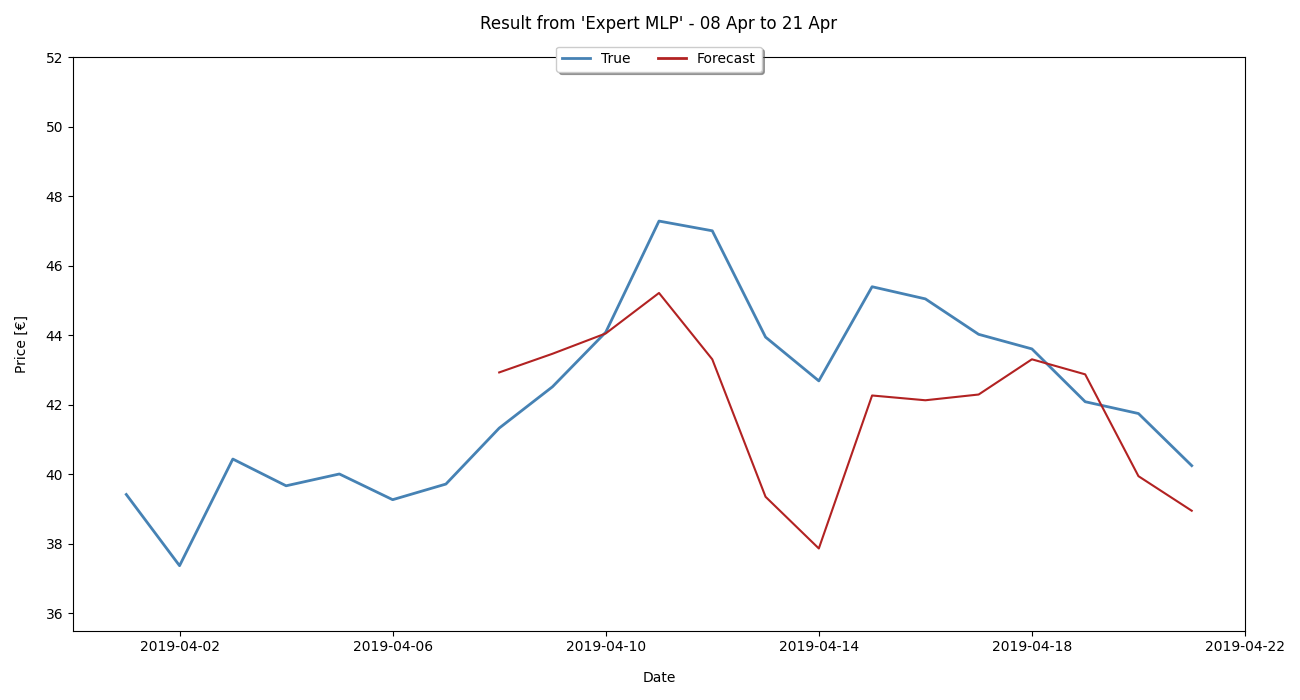 Result from 'Expert MLP' - 08 Apr to 21 Apr
True Forecast
52
50
48
46
44
42
40
38
36
Price [€]
2019-04-02 2019-04-06 2019-04-10 2019-04-14 2019-04-18 2019-04-22
Date